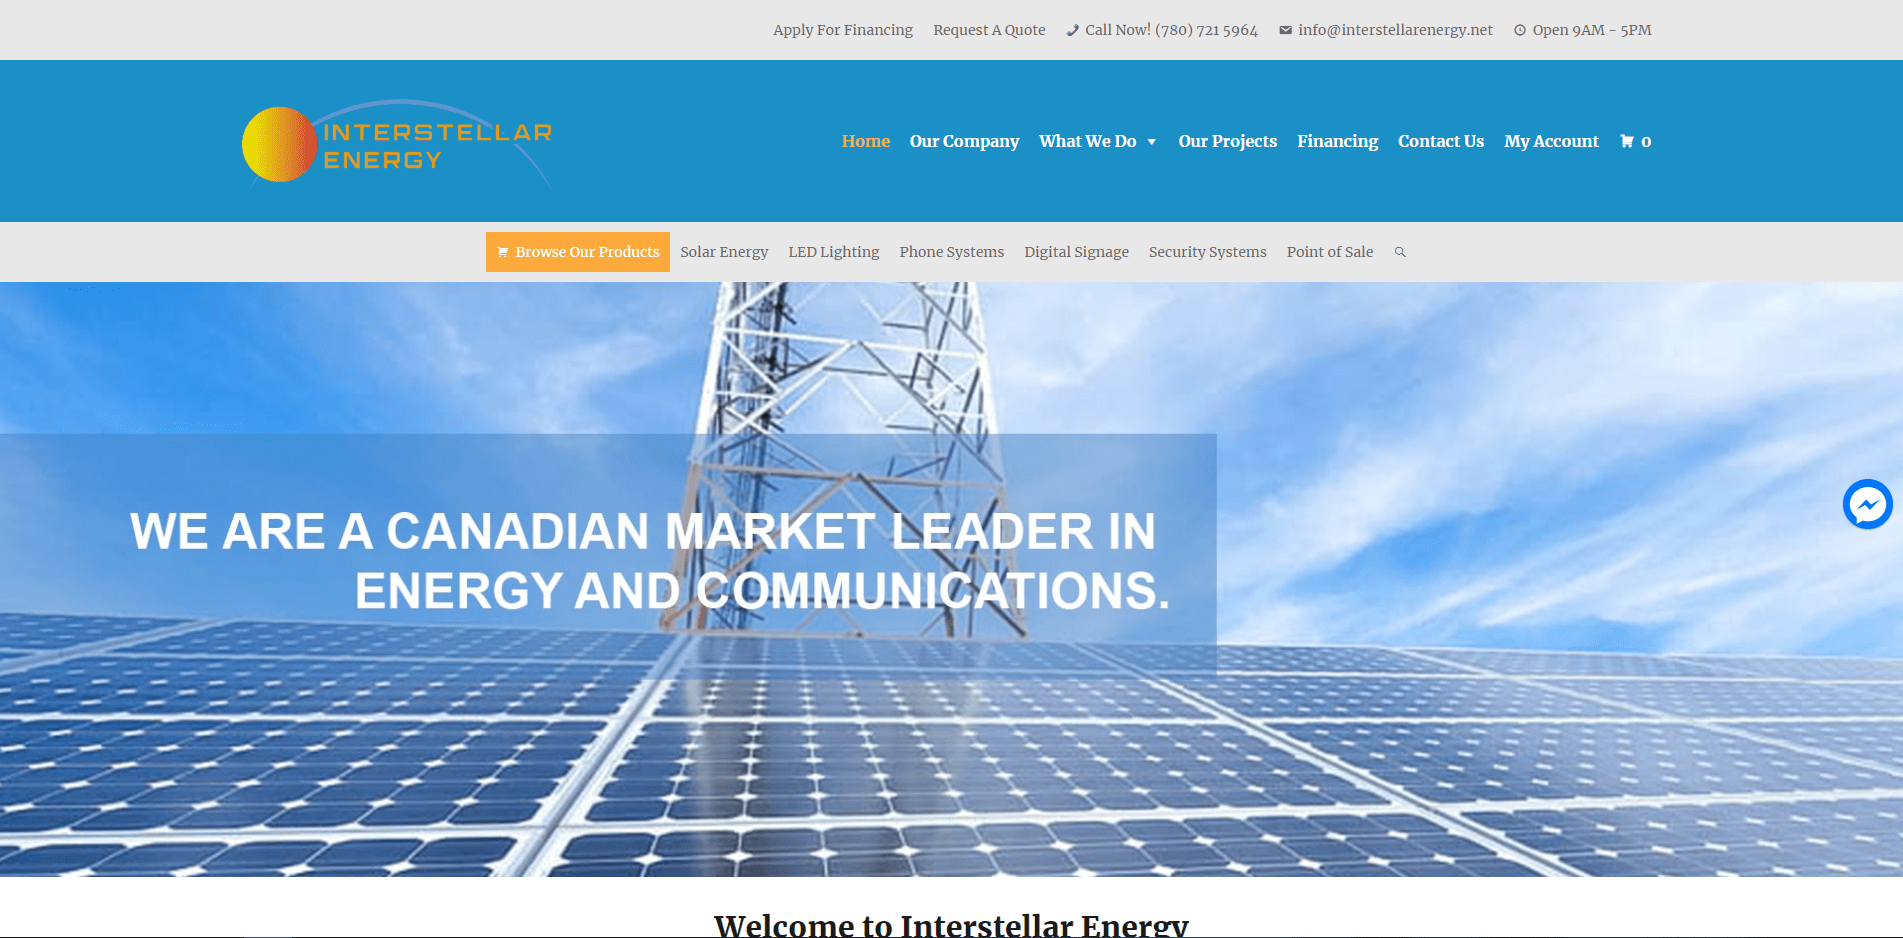 Apply For Financing Request A Quote Call Now! (780) 721 5964 info@interstellarenergy.net Open 9AM - 5PM
INTERSTELLAR
ENERGY
Home Our Company What We Do Our Projects Financing Contact Us My Account 0
Browse Our Products Solar Energy LED Lighting Phone Systems Digital Signage Security Systems Point of Sale
WE ARE A CANADIAN MARKET LEADER IN
ENERGY AND COMMUNICATIONS.
Welcome to Interstellar Energy